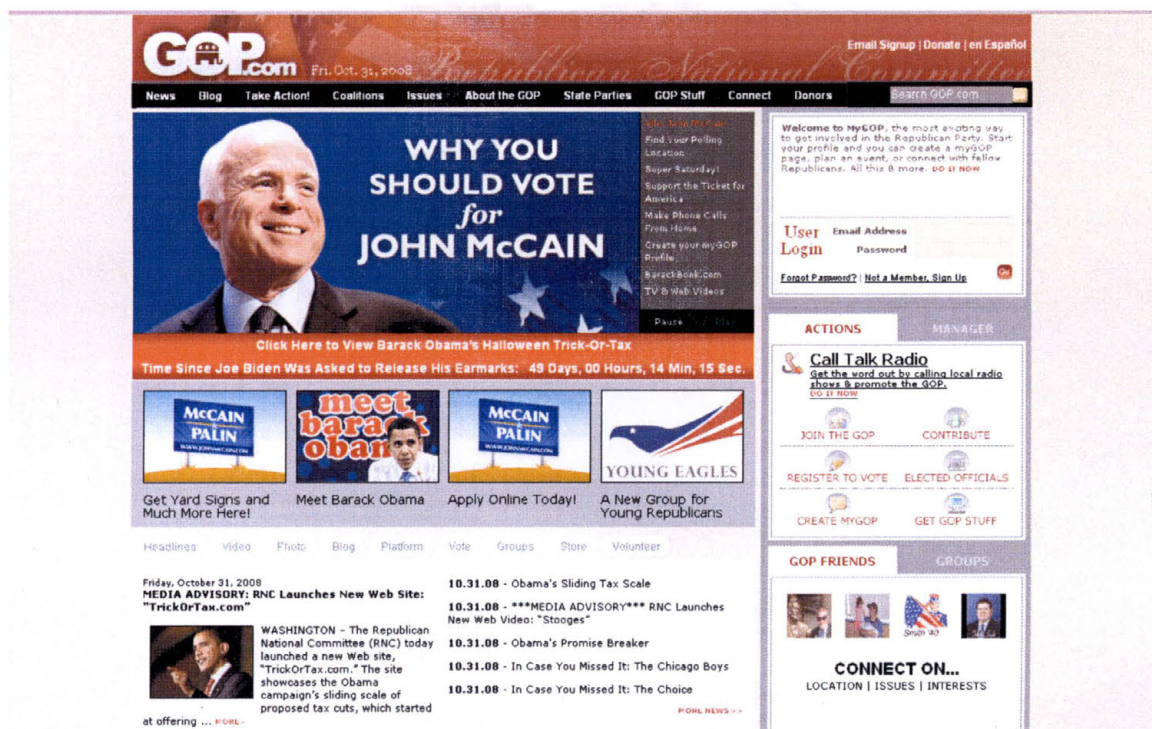 GOP.com
Fri. Oct. 31, 2008
Republican National Committee
Email Signup | Donate | en Español
News Blog Take Action! Coalitions Issues About the GOP State Parties GOP Stuff Connect Donors
Search GOP.com
WHY YOU
SHOULD VOTE
for
JOHN McCAIN
Find Your Polling
Location
Super Saturday!
Support the Ticket for
America
Make Phone Calls
From Home
Create your myGOP
Profile
BarackBook.com
TV & Web Videos
Pause Play
Click Here to View Barack Obama's Halloween Trick-Or-Tax
Time Since Joe Biden Was Asked to Release His Earmarks: 49 Days, 00 Hours, 14 Min, 15 Sec.
McCAIN
PALIN
WWW.JOHNMCCAIN.COM
Get Yard Signs and
Much More Here!
meet
barack
obama
Meet Barack Obama
McCAIN
PALIN
WWW.JOHNMCCAIN.COM
Apply Online Today!
YOUNG EAGLES
A New Group for
Young Republicans
Headlines Video Photo Blog Platform Vote Groups Store Volunteer
Friday, October 31, 2008
MEDIA ADVISORY: RNC Launches New Web Site:
"TrickOrTax.com"
WASHINGTON - The Republican
National Committee (RNC) today
launched a new Web site,
"TrickOrTax.com." The site
showcases the Obama
campaign's sliding scale of
proposed tax cuts, which started
at offering ... MORE>
10.31.08 - Obama's Sliding Tax Scale
10.31.08 - ***MEDIA ADVISORY*** RNC Launches
New Web Video: "Stooges"
10.31.08 - Obama's Promise Breaker
10.31.08 - In Case You Missed It: The Chicago Boys
10.31.08 - In Case You Missed It: The Choice
MORE NEWS >>
Welcome to MyGOP, the most exciting way
to get involved in the Republican Party. Start
your profile and you can create a myGOP
page, plan an event, or connect with fellow
Republicans. All this & more. DO IT NOW
User
Login
Email Address
Password
Forgot Password? | Not a Member, Sign Up
Go
ACTIONS MANAGER
Call Talk Radio
Get the word out by calling local radio
shows & promote the GOP.
DO IT NOW
JOIN THE GOP CONTRIBUTE
REGISTER TO VOTE ELECTED OFFICIALS
CREATE MYGOP GET GOP STUFF
GOP FRIENDS GROUPS
Smith '40
CONNECT ON...
LOCATION | ISSUES | INTERESTS